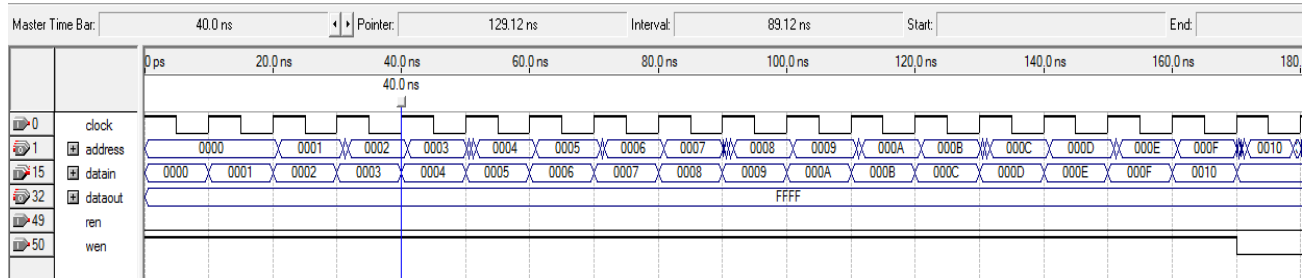 Master Time Bar: 40.0 ns Pointer: 129.12 ns Interval: 89.12 ns Start: End:
0 ps 20.0 ns 40.0 ns 60.0 ns 80.0 ns 100.0 ns 120.0 ns 140.0 ns 160.0 ns 180.
40.0 ns
0 clock
1 address 0000 0001 0002 0003 0004 0005 0006 0007 0008 0009 000A 000B 000C 000D 000E 000F 0010
15 datain 0000 0001 0002 0003 0004 0005 0006 0007 0008 0009 000A 000B 000C 000D 000E 000F 0010
32 dataout FFFF
49 ren
50 wen